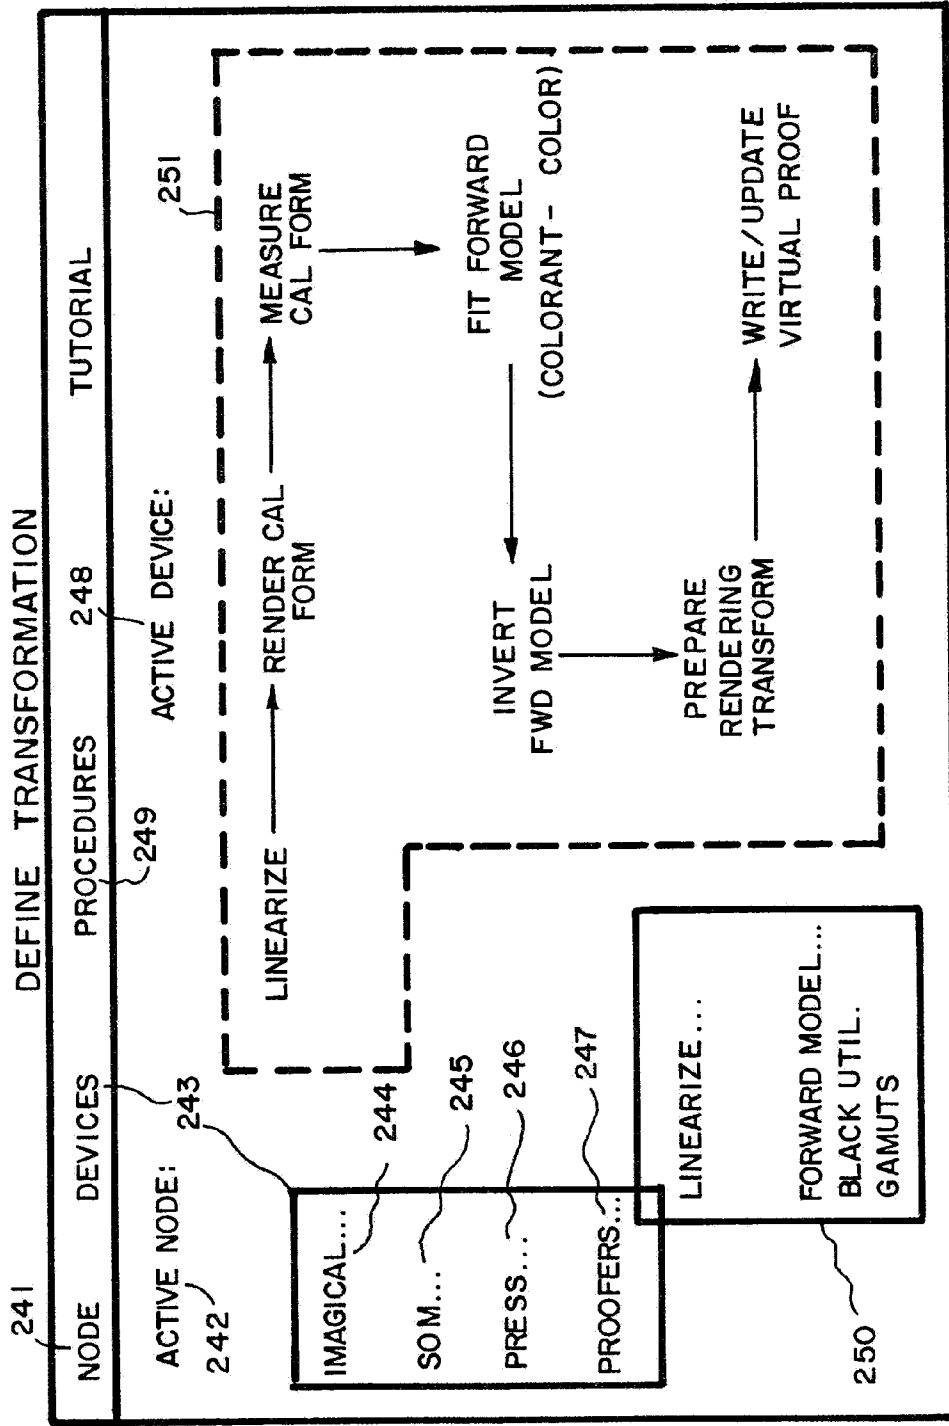 DEFINE TRANSFORMATION
241
NODE DEVICES PROCEDURES TUTORIAL
243
249
248
251
ACTIVE NODE:
242
ACTIVE DEVICE:
IMAGICAL...
244
SOM...
245
PRESS...
246
PROOFERS...
247
LINEARIZE....
FORWARD MODEL...
BLACK UTIL.
GAMUTS
250
LINEARIZE
RENDER CAL
FORM
MEASURE
CAL FORM
FIT FORWARD
MODEL
(COLORANT- COLOR)
INVERT
FWD MODEL
PREPARE
RENDERING
TRANSFORM
WRITE/UPDATE
VIRTUAL PROOF